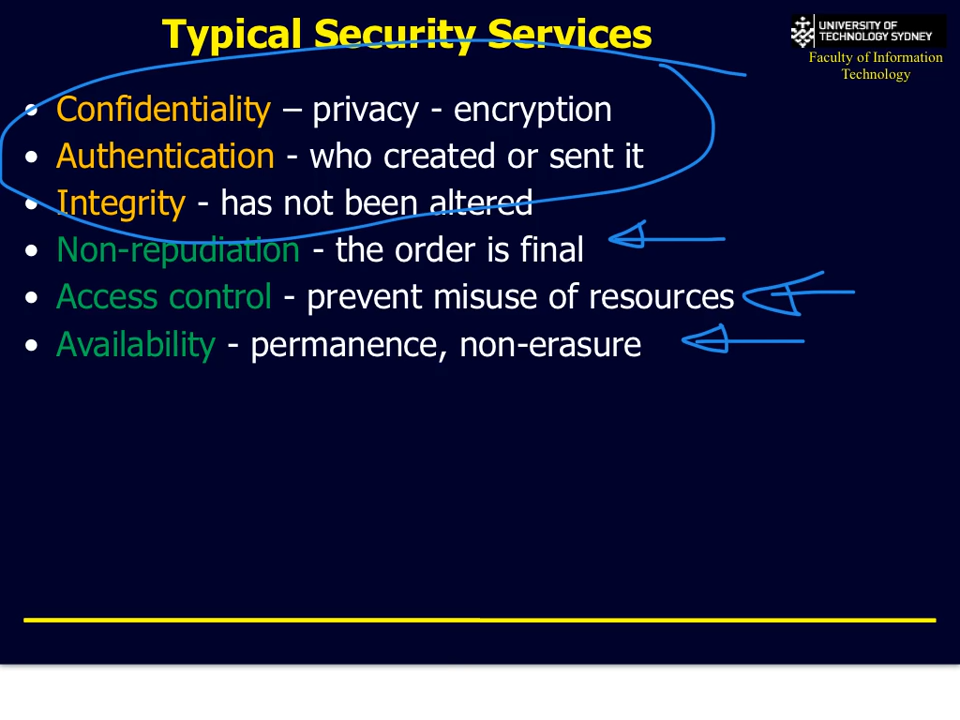 Typical Security Services
UNIVERSITY OF
TECHNOLOGY SYDNEY
Faculty of Information
Technology
• Confidentiality – privacy - encryption
• Authentication - who created or sent it
• Integrity - has not been altered
• Non-repudiation - the order is final
• Access control - prevent misuse of resources
• Availability - permanence, non-erasure